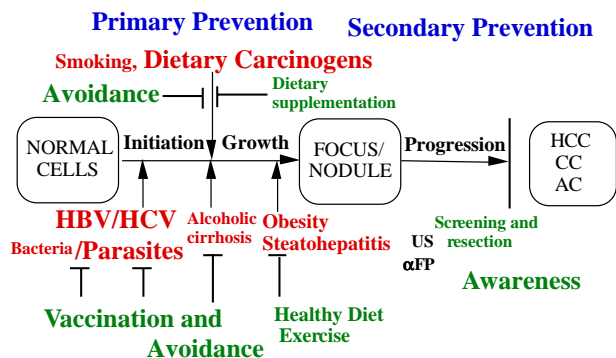 Primary Prevention
Secondary Prevention
Smoking, Dietary Carcinogens
Avoidance
Dietary
supplementation
NORMAL
CELLS
Initiation
Growth
FOCUS/
NODULE
Progression
HCC
CC
AC
HBV/HCV
Bacteria/Parasites
Alcoholic
cirrhosis
Obesity
Steatohepatitis
US
αFP
Screening and
resection
Awareness
Vaccination and
Avoidance
Healthy Diet
Exercise